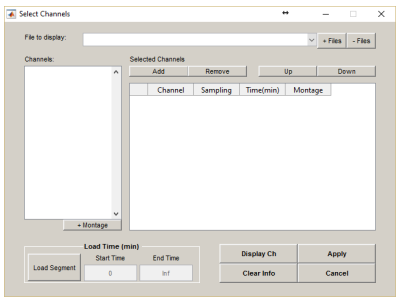 Select Channels
File to display:
+ Files
- Files
Channels:
Selected Channels
Add
Remove
Up
Down
Channel
Sampling
Time(min)
Montage
+ Montage
Load Time (min)
Start Time
End Time
Load Segment
0
Inf
Display Ch
Apply
Clear Info
Cancel